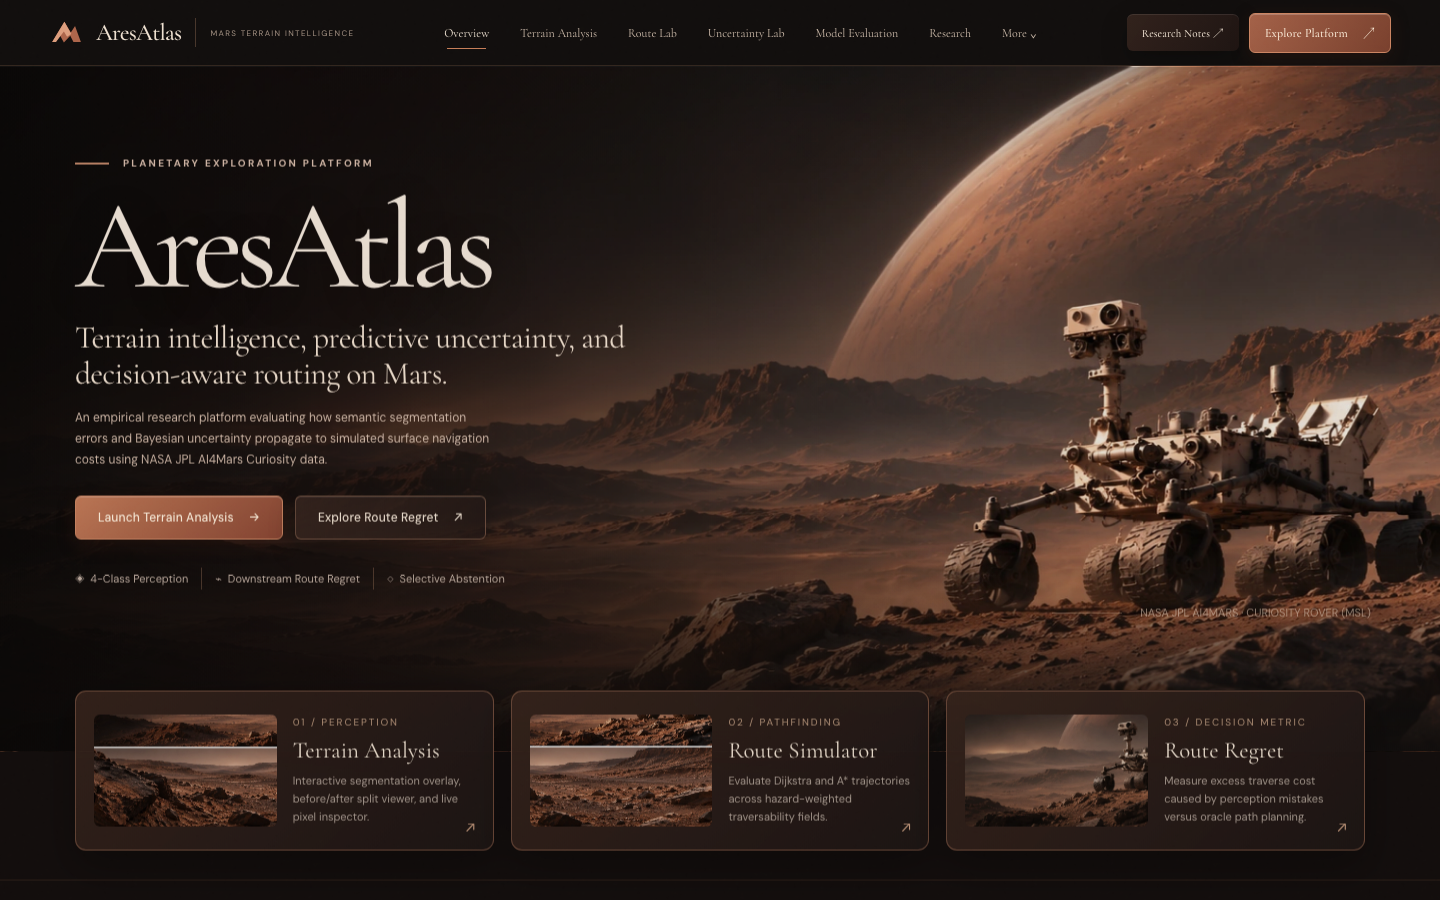 AresAtlas
MARS TERRAIN INTELLIGENCE
Overview
Terrain Analysis
Route Lab
Uncertainty Lab
Model Evaluation
Research
More
Research Notes
Explore Platform
PLANETARY EXPLORATION PLATFORM
AresAtlas
Terrain intelligence, predictive uncertainty, and
decision-aware routing on Mars.
An empirical research platform evaluating how semantic segmentation
errors and Bayesian uncertainty propagate to simulated surface navigation
costs using NASA JPL AI4Mars Curiosity data.
Launch Terrain Analysis →
Explore Route Regret ↗
4-Class Perception
Downstream Route Regret
Selective Abstention
NASA JPL AI4MARS · CURIOSITY ROVER (MSL)
01 / PERCEPTION
Terrain Analysis
Interactive segmentation overlay,
before/after split viewer, and live
pixel inspector.
02 / PATHFINDING
Route Simulator
Evaluate Dijkstra and A* trajectories
across hazard-weighted
traversability fields.
03 / DECISION METRIC
Route Regret
Measure excess traverse cost
caused by perception mistakes
versus oracle path planning.